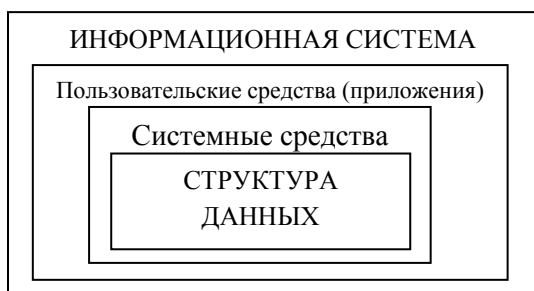 ИНФОРМАЦИОННАЯ СИСТЕМА
Пользовательские средства (приложения)
Системные средства
СТРУКТУРА
ДАННЫХ